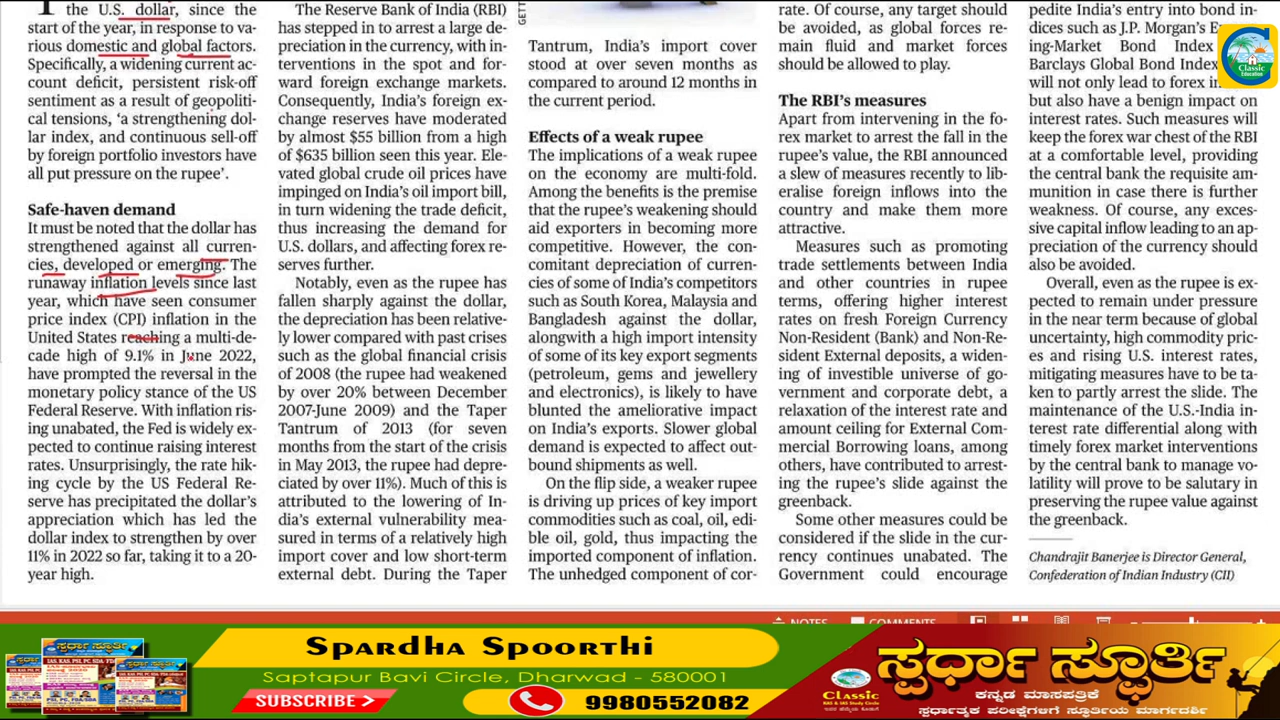 the U.S. dollar, since the
start of the year, in response to va-
rious domestic and global factors.
Specifically, a widening current ac-
count deficit, persistent risk-off
sentiment as a result of geopoliti-
cal tensions, ‘a strengthening dol-
lar index, and continuous sell-off
by foreign portfolio investors have
all put pressure on the rupee’.
Safe-haven demand
It must be noted that the dollar has
strengthened against all curren-
cies, developed or emerging. The
runaway inflation levels since last
year, which have seen consumer
price index (CPI) inflation in the
United States reaching a multi-de-
cade high of 9.1% in June 2022,
have prompted the reversal in the
monetary policy stance of the US
Federal Reserve. With inflation ris-
ing unabated, the Fed is widely ex-
pected to continue raising interest
rates. Unsurprisingly, the rate hik-
ing cycle by the US Federal Re-
serve has precipitated the dollar’s
appreciation which has led the
dollar index to strengthen by over
11% in 2022 so far, taking it to a 20-
year high.
The Reserve Bank of India (RBI)
has stepped in to arrest a large de-
preciation in the currency, with in-
terventions in the spot and for-
ward foreign exchange markets.
Consequently, India’s foreign ex-
change reserves have moderated
by almost $55 billion from a high
of $635 billion seen this year. Ele-
vated global crude oil prices have
impinged on India’s oil import bill,
in turn widening the trade deficit,
thus increasing the demand for
U.S. dollars, and affecting forex re-
serves further.
Notably, even as the rupee has
fallen sharply against the dollar,
the depreciation has been relative-
ly lower compared with past crises
such as the global financial crisis
of 2008 (the rupee had weakened
by over 20% between December
2007-June 2009) and the Taper
Tantrum of 2013 (for seven
months from the start of the crisis
in May 2013, the rupee had depre-
ciated by over 11%). Much of this is
attributed to the lowering of In-
dia’s external vulnerability mea-
sured in terms of a relatively high
import cover and low short-term
external debt. During the Taper
GETT
Tantrum, India’s import cover
stood at over seven months as
compared to around 12 months in
the current period.
Effects of a weak rupee
The implications of a weak rupee
on the economy are multi-fold.
Among the benefits is the premise
that the rupee’s weakening should
aid exporters in becoming more
competitive. However, the con-
comitant depreciation of curren-
cies of some of India’s competitors
such as South Korea, Malaysia and
Bangladesh against the dollar,
alongwith a high import intensity
of some of its key export segments
(petroleum, gems and jewellery
and electronics), is likely to have
blunted the ameliorative impact
on India’s exports. Slower global
demand is expected to affect out-
bound shipments as well.
On the flip side, a weaker rupee
is driving up prices of key import
commodities such as coal, oil, edi-
ble oil, gold, thus impacting the
imported component of inflation.
The unhedged component of cor-
rate. Of course, any target should
be avoided, as global forces re-
main fluid and market forces
should be allowed to play.
The RBI’s measures
Apart from intervening in the fo-
rex market to arrest the fall in the
rupee’s value, the RBI announced
a slew of measures recently to lib-
eralise foreign inflows into the
country and make them more
attractive.
Measures such as promoting
trade settlements between India
and other countries in rupee
terms, offering higher interest
rates on fresh Foreign Currency
Non-Resident (Bank) and Non-Re-
sident External deposits, a widen-
ing of investible universe of go-
vernment and corporate debt, a
relaxation of the interest rate and
amount ceiling for External Com-
mercial Borrowing loans, among
others, have contributed to arrest-
ing the rupee’s slide against the
greenback.
Some other measures could be
considered if the slide in the cur-
rency continues unabated. The
Government could encourage
pedite India’s entry into bond in-
dices such as J.P. Morgan’s E
ing-Market Bond Index
Barclays Global Bond Index
will not only lead to forex in
but also have a benign impact on
interest rates. Such measures will
keep the forex war chest of the RBI
at a comfortable level, providing
the central bank the requisite am-
munition in case there is further
weakness. Of course, any exces-
sive capital inflow leading to an ap-
preciation of the currency should
also be avoided.
Overall, even as the rupee is ex-
pected to remain under pressure
in the near term because of global
uncertainty, high commodity pric-
es and rising U.S. interest rates,
mitigating measures have to be ta-
ken to partly arrest the slide. The
maintenance of the U.S.-India in-
terest rate differential along with
timely forex market interventions
by the central bank to manage vo-
latility will prove to be salutary in
preserving the rupee value against
the greenback.
Chandrajit Banerjee is Director General,
Confederation of Indian Industry (CII)
Classic
Education
NOTES
COMMENTS
Spardha Spoorthi
Saptapur Bavi Circle, Dharwad - 580001
SUBSCRIBE
9980552082
Classic
IAS & KAS Study Circle
ಸ್ಪರ್ಧಾ ಸ್ಫೂರ್ತಿ
ಕನ್ನಡ ಮಾಸಪತ್ರಿಕೆ
ಸ್ಪರ್ಧಾತ್ಮಕ ಪರೀಕ್ಷೆಗಳಿಗೆ ಸ್ಫೂರ್ತಿಯ ಮಾರ್ಗದರ್ಶಿ